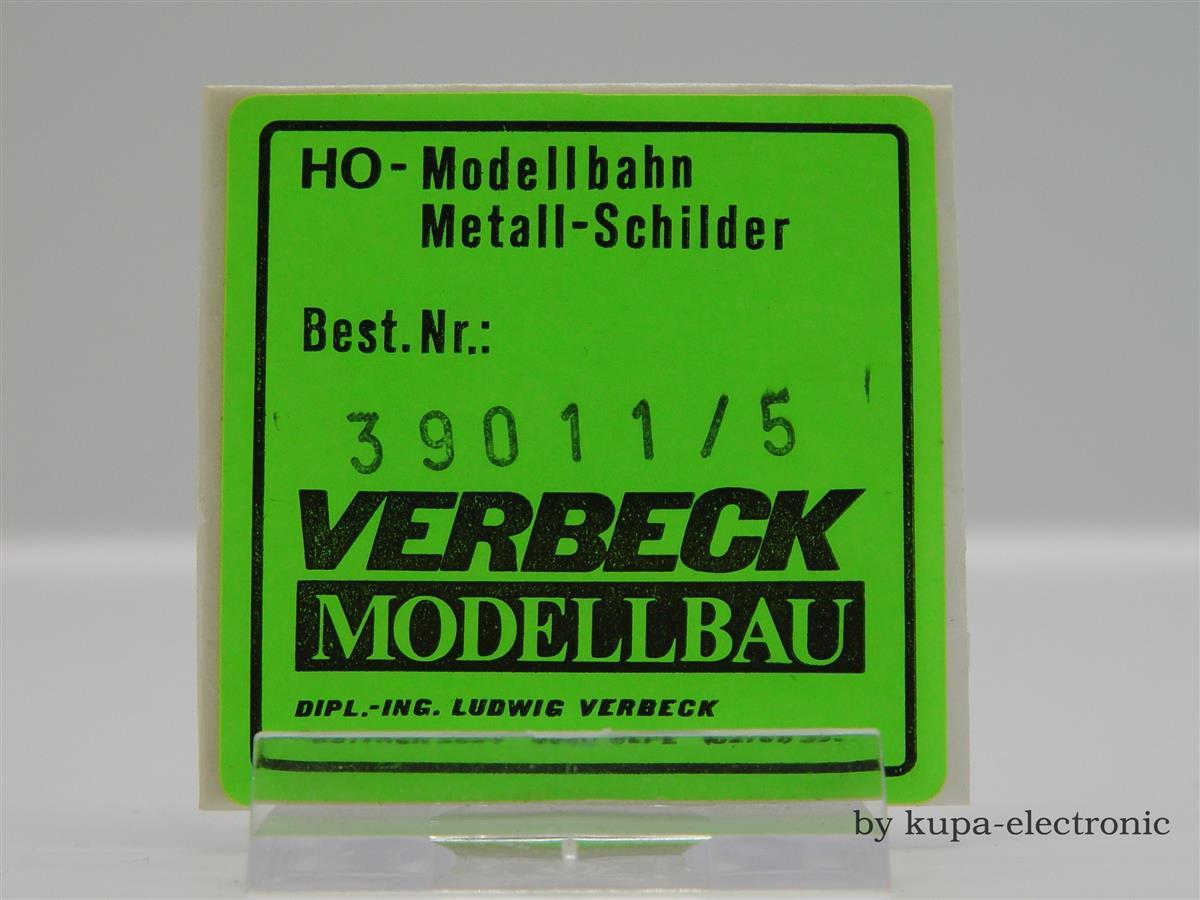 HO-Modellbahn
Metall-Schilder
Best.Nr.:
39011/5
VERBECK
MODELLBAU
DIPL.-ING. LUDWIG VERBECK
by kupa-electronic